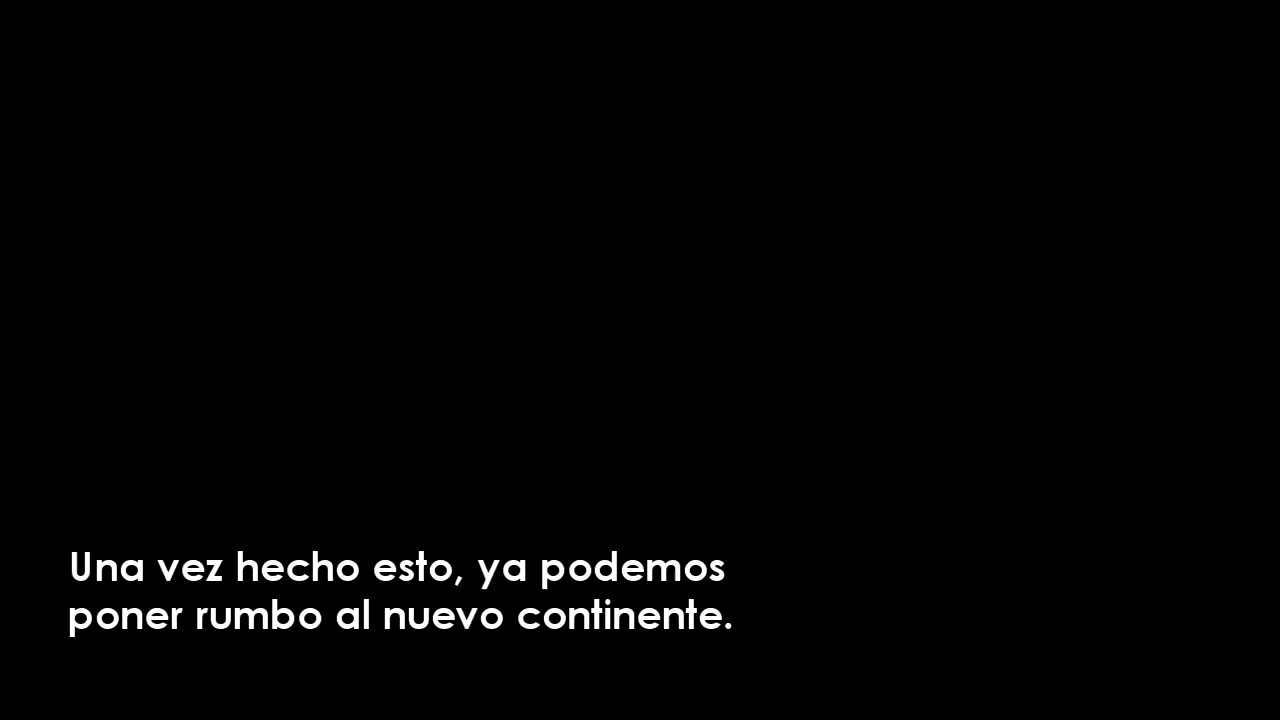 Una vez hecho esto, ya podemos
poner rumbo al nuevo continente.